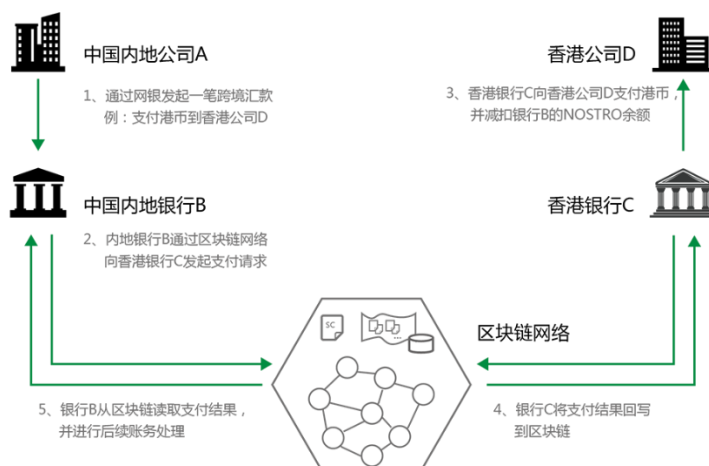 中国内地公司A
1、通过网银发起一笔跨境汇款
例：支付港币到香港公司D
香港公司D
3、香港银行C向香港公司D支付港币，
并减扣银行B的NOSTRO余额
中国内地银行B
2、内地银行B通过区块链网络
向香港银行C发起支付请求
香港银行C
SC
...
区块链网络
5、银行B从区块链读取支付结果，
并进行后续账务处理
4、银行C将支付结果回写
到区块链